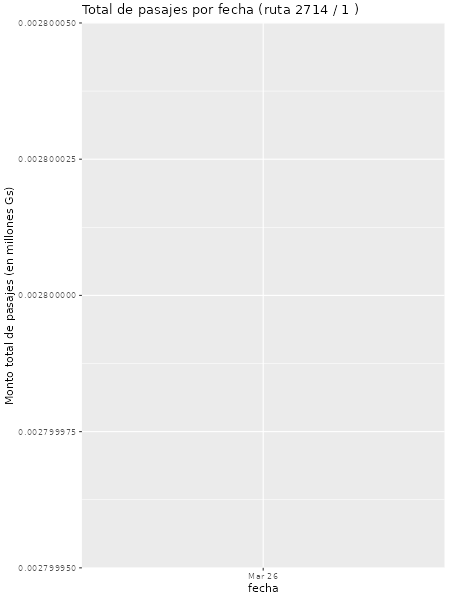 Total de pasajes por fecha (ruta 2714 / 1 )
Monto total de pasajes (en millones Gs)
0.002800050
0.002800025
0.002800000
0.002799975
0.002799950
Mar 26
fecha